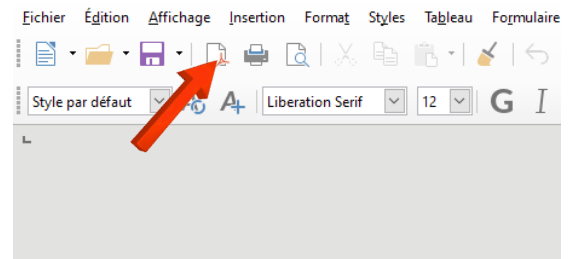 Fichier Édition Affichage Insertion Format Styles Tableau Formulaire
Style par défaut Liberation Serif 12 G I